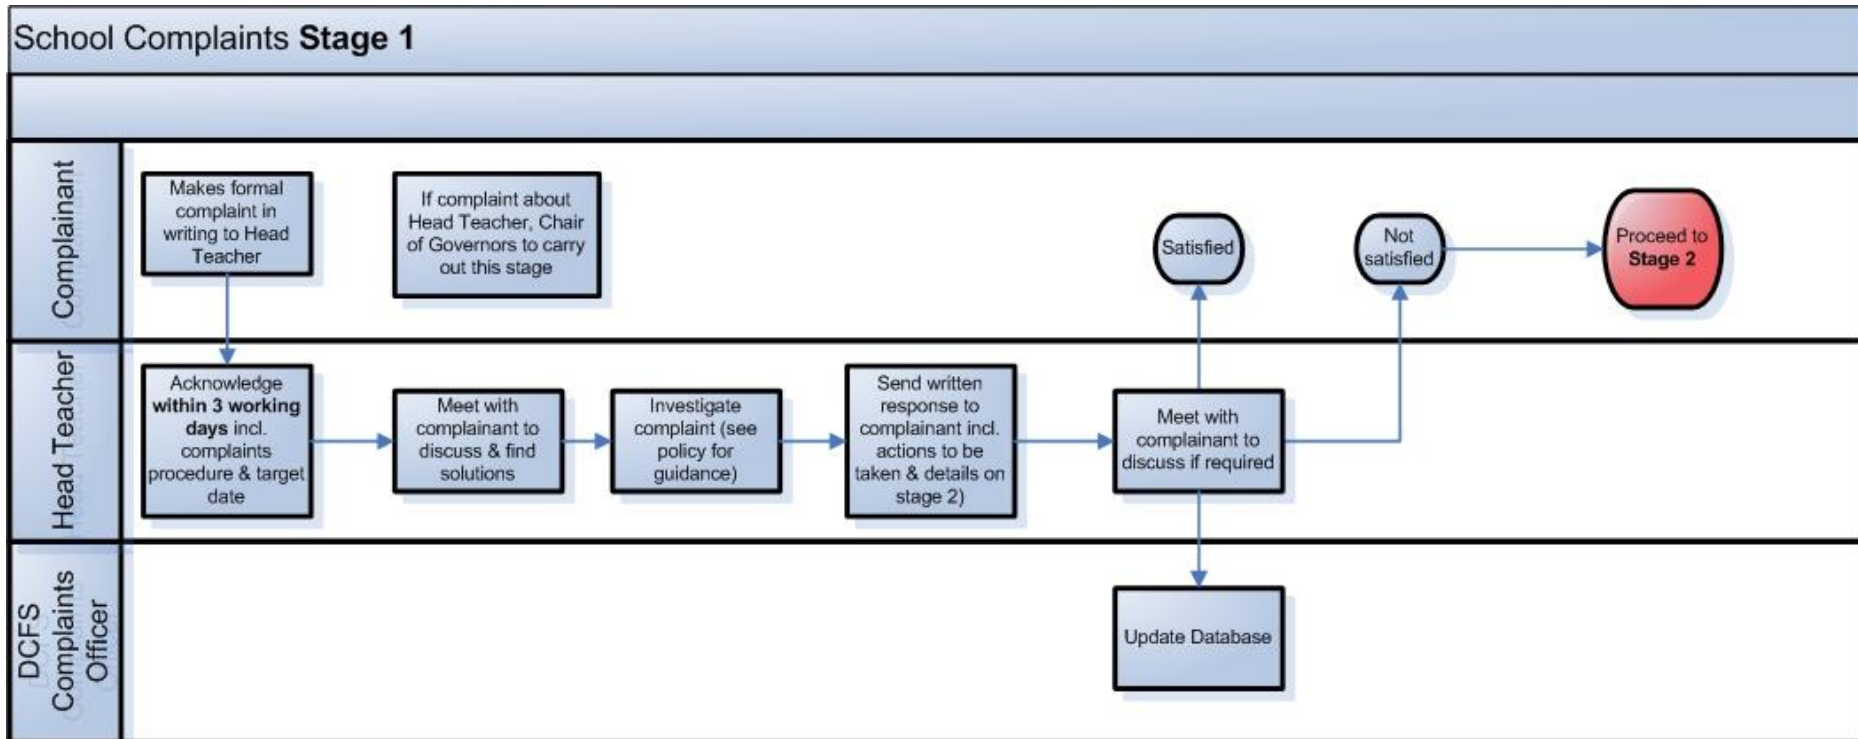 School Complaints Stage 1
Complainant
Makes formal
complaint in
writing to Head
Teacher
If complaint about
Head Teacher, Chair
of Governors to carry
out this stage
Satisfied
Not
satisfied
Proceed to
Stage 2
Head Teacher
Acknowledge
within 3 working
days incl.
complaints
procedure & target
date
Meet with
complainant to
discuss & find
solutions
Investigate
complaint (see
policy for
guidance)
Send written
response to
complainant incl.
actions to be
taken & details on
stage 2)
Meet with
complainant to
discuss if required
DCFS
Complaints
Officer
Update Database